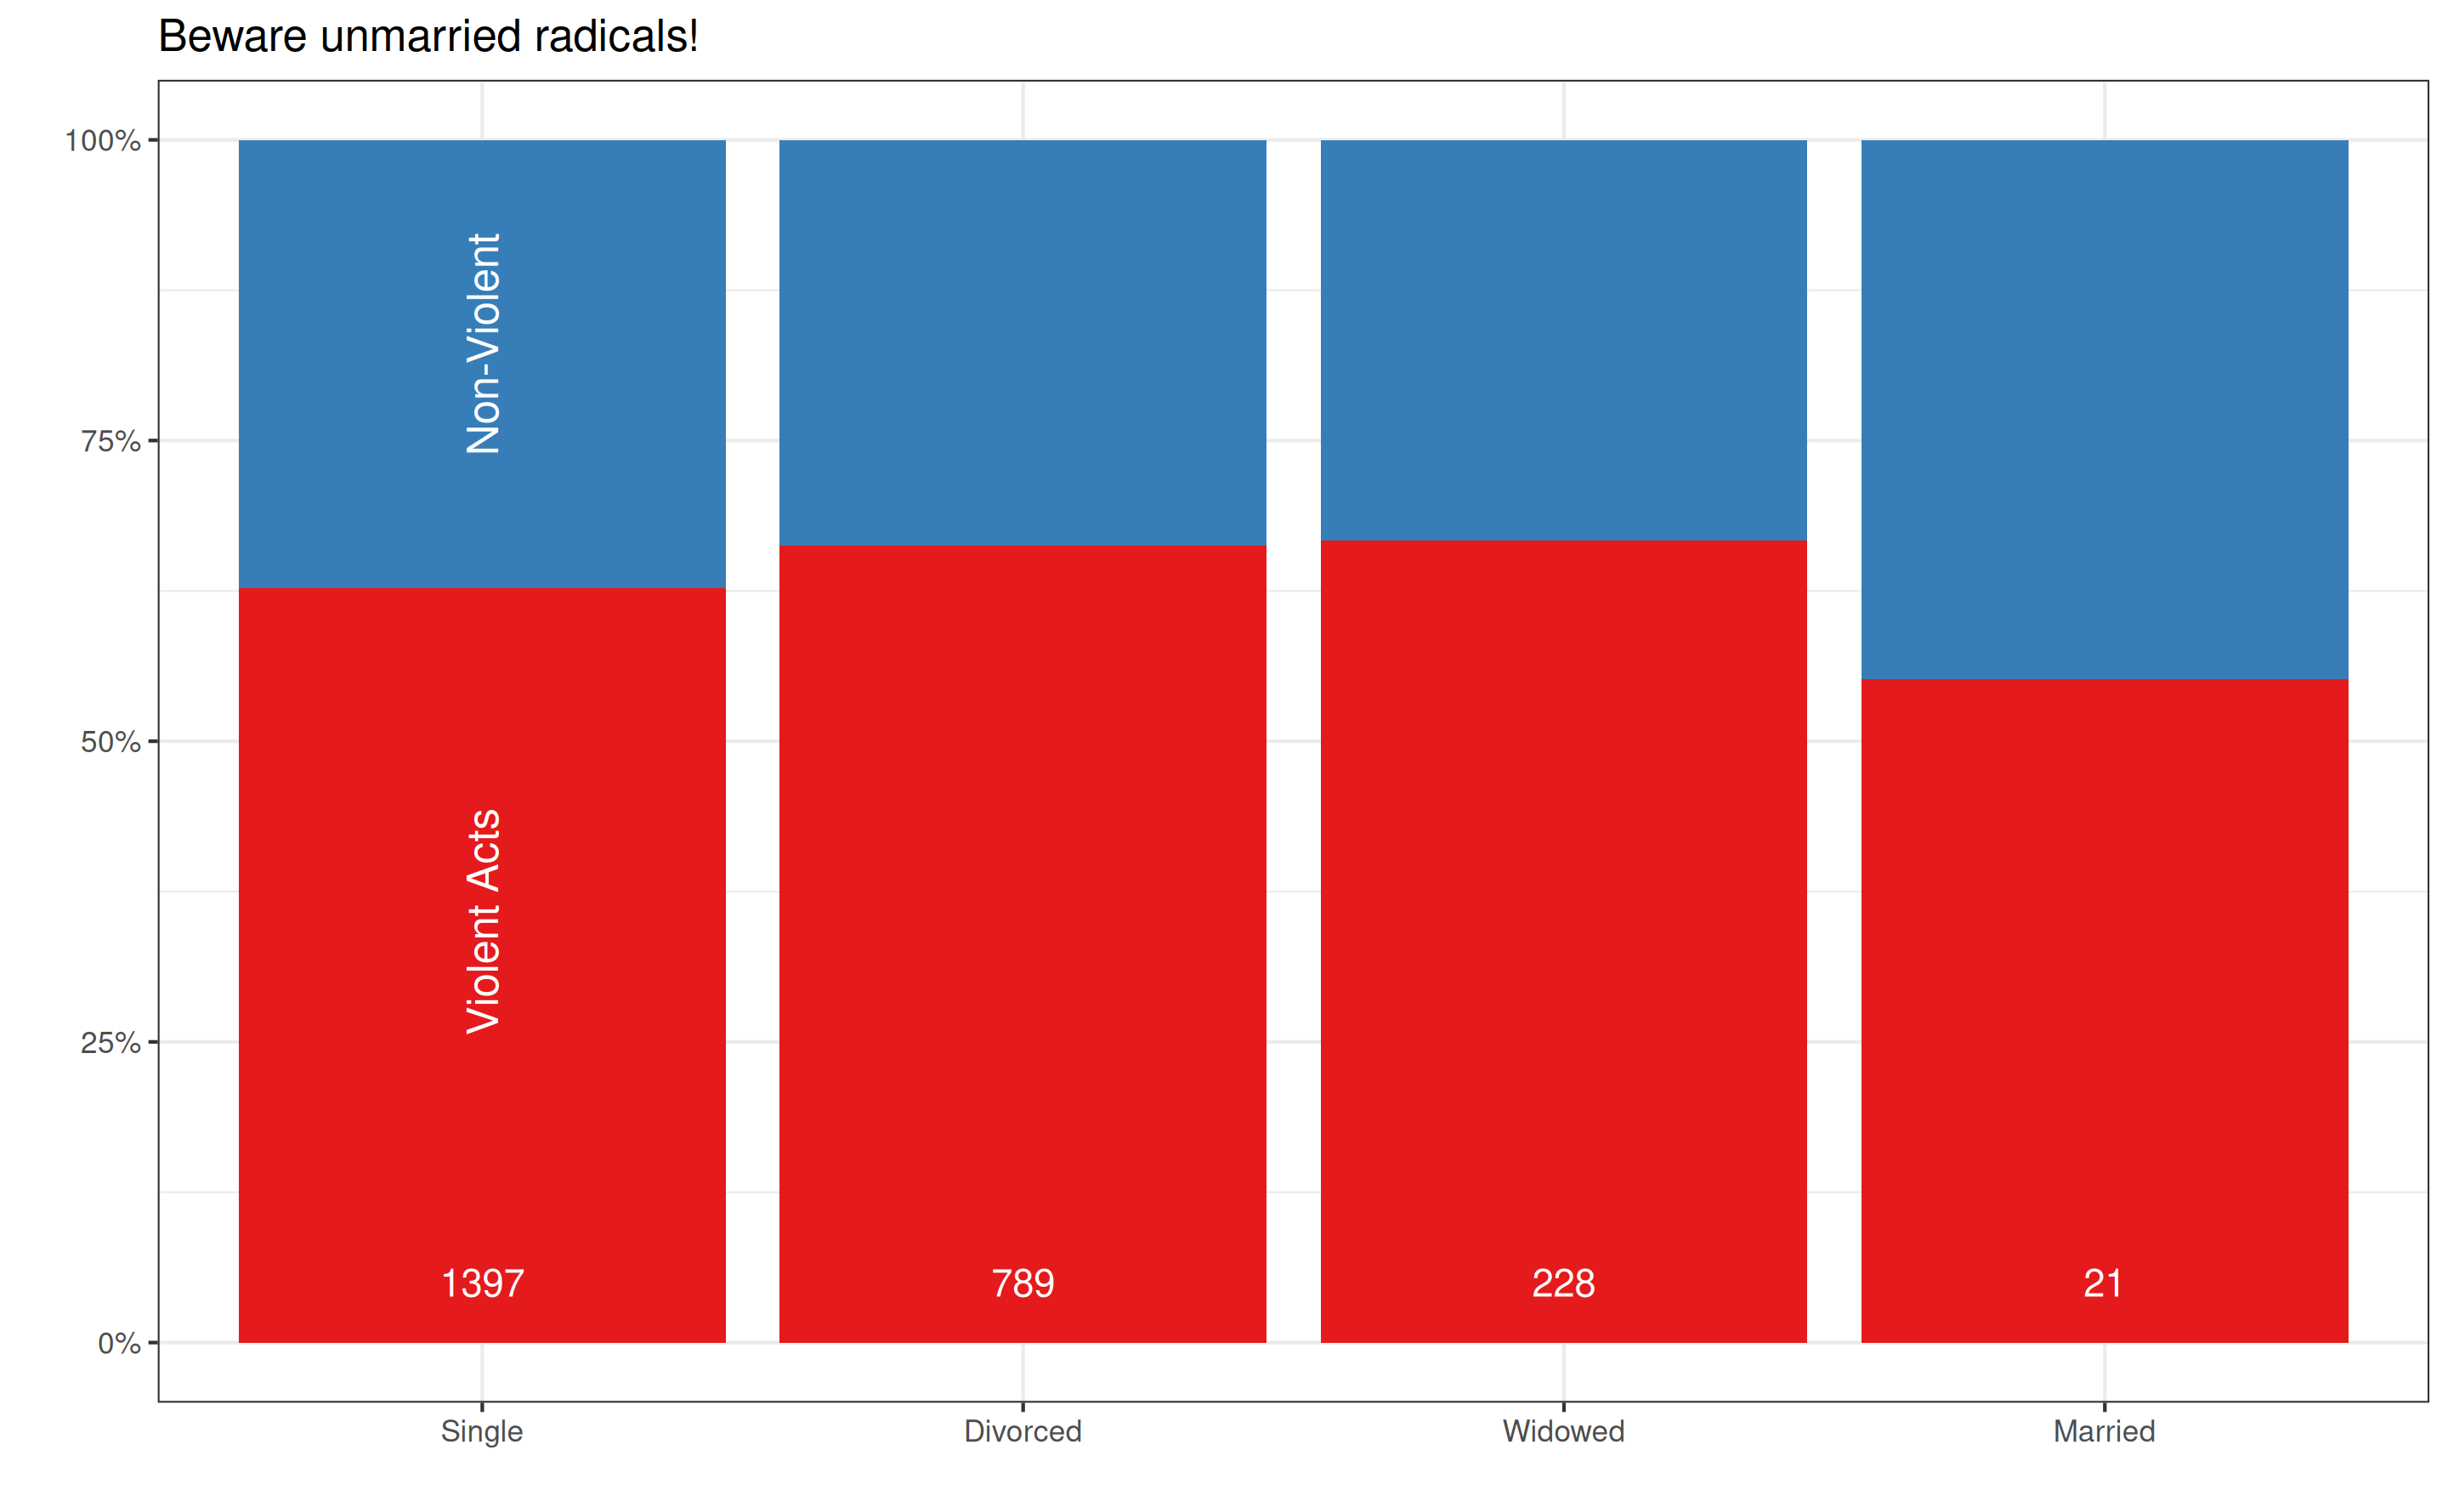 Beware unmarried radicals!
100%
75%
50%
25%
0%
Non-Violent
Violent Acts
1397
789
228
21
Single
Divorced
Widowed
Married